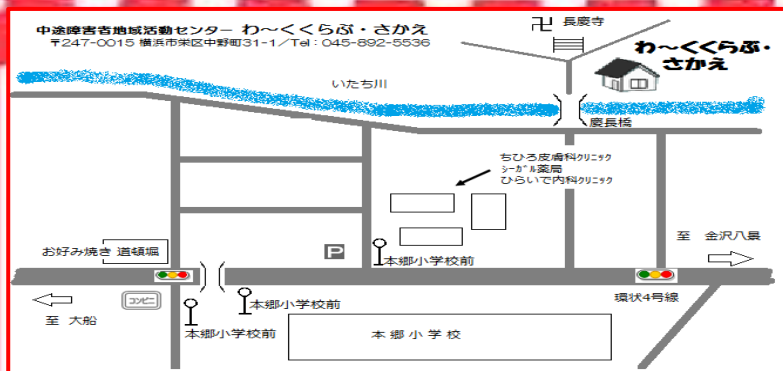 中途障害者地域活動センター わ～くくらぶ・さかえ
〒247-0015 横浜市栄区中野町31-1／Tel：045-892-5536
卍 長慶寺
わ～くくらぶ・
さかえ
いたち川
慶長橋
ちひろ皮膚科クリニック
シーガル薬局
ひらいで内科クリニック
お好み焼き 道頓堀
P
本郷小学校前
至 金沢八景
コンビニ
至 大船
本郷小学校前
本郷小学校前
環状4号線
本郷小学校